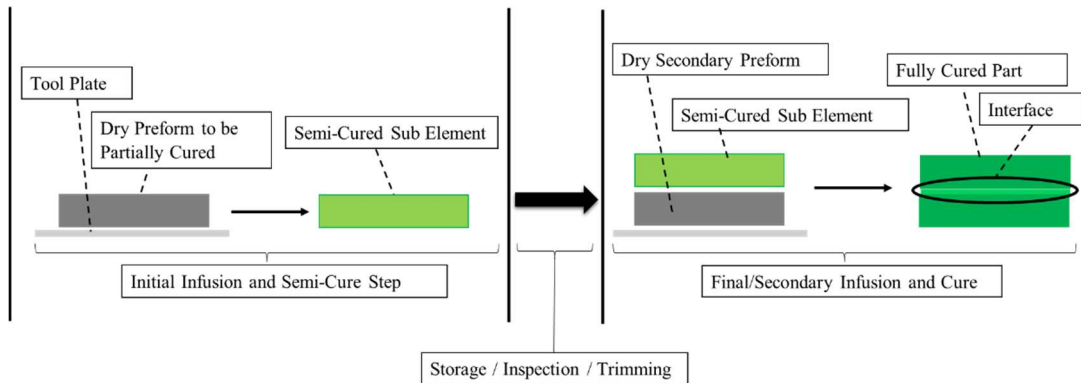 Tool Plate
Dry Preform to be
Partially Cured
Semi-Cured Sub Element
Initial Infusion and Semi-Cure Step
Storage / Inspection / Trimming
Dry Secondary Preform
Semi-Cured Sub Element
Fully Cured Part
Interface
Final/Secondary Infusion and Cure